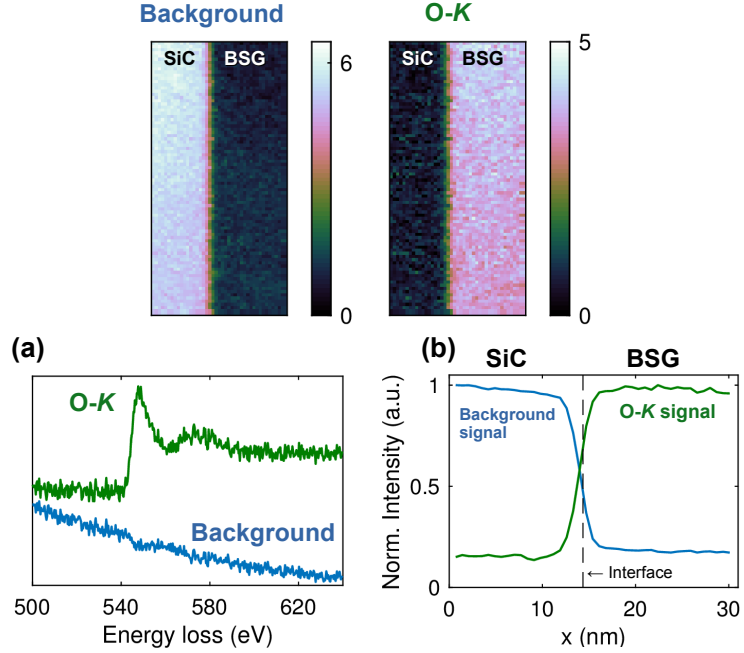 Background
O-K
SiC
BSG
6
0
SiC
BSG
5
0
(a)
O-K
Background
500
540
580
620
Energy loss (eV)
(b)
SiC
BSG
Norm. Intensity (a.u.)
1
0.5
0
Background
signal
O-K signal
← Interface
0
10
20
30
x (nm)